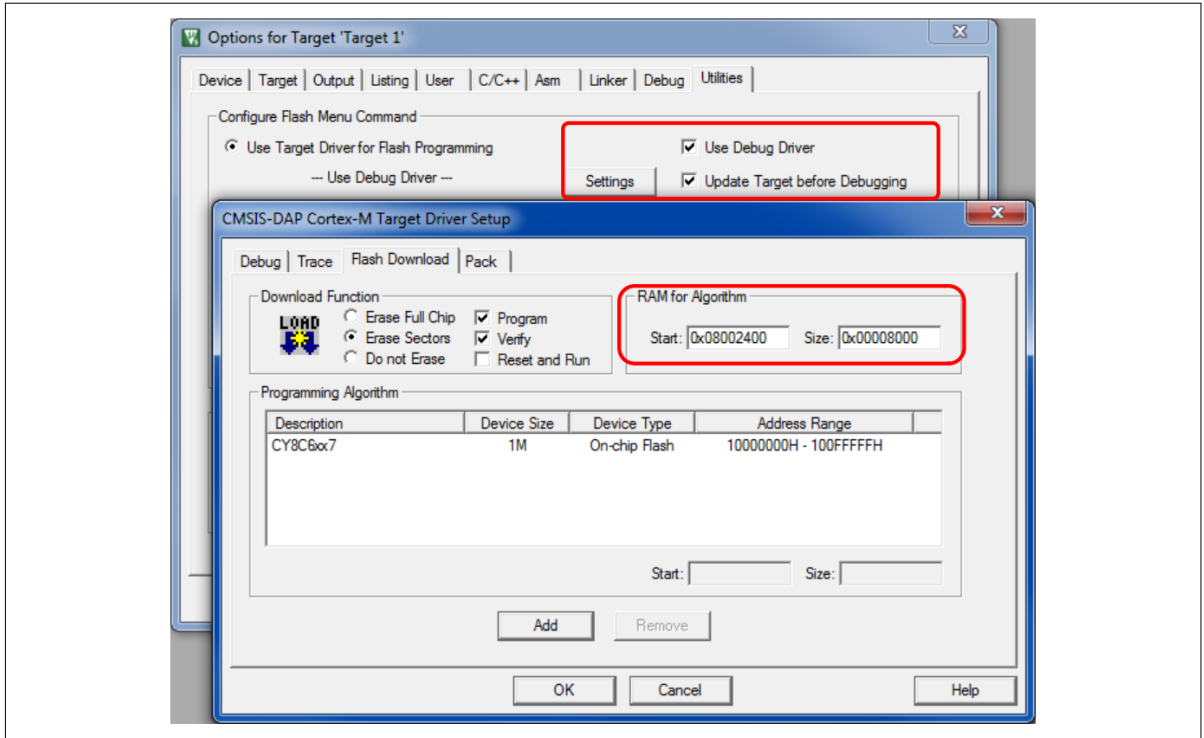 Options for Target 'Target 1'
Device Target Output Listing User C/C++ Asm Linker Debug Utilities
Configure Flash Menu Command
Use Target Driver for Flash Programming Use Debug Driver
--- Use Debug Driver --- Settings Update Target before Debugging
CMSIS-DAP Cortex-M Target Driver Setup
Debug Trace Flash Download Pack
Download Function RAM for Algorithm
LOAD Erase Full Chip Program
Erase Sectors Verify Start: 0x08002400 Size: 0x00008000
Do not Erase Reset and Run
Programming Algorithm
Description Device Size Device Type Address Range
CY8C6xx7 1M On-chip Flash 10000000H - 100FFFFFH
Start: Size:
Add Remove
OK Cancel Help